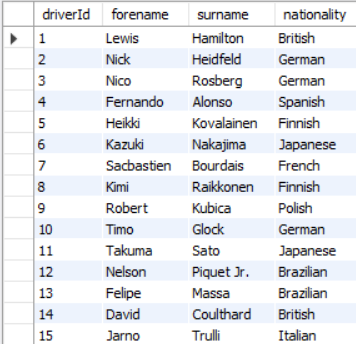 driverId forename surname nationality
1 Lewis Hamilton British
2 Nick Heidfeld German
3 Nico Rosberg German
4 Fernando Alonso Spanish
5 Heikki Kovalainen Finnish
6 Kazuki Nakajima Japanese
7 Sacbastien Bourdais French
8 Kimi Raikkonen Finnish
9 Robert Kubica Polish
10 Timo Glock German
11 Takuma Sato Japanese
12 Nelson Piquet Jr. Brazilian
13 Felipe Massa Brazilian
14 David Coulthard British
15 Jarno Trulli Italian